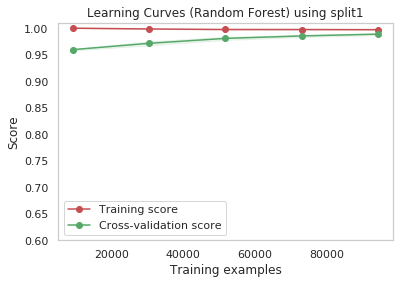 Learning Curves (Random Forest) using split1
1.00
0.95
0.90
0.85
0.80
0.75
0.70
0.65
0.60
Score
Training score
Cross-validation score
20000 40000 60000 80000
Training examples